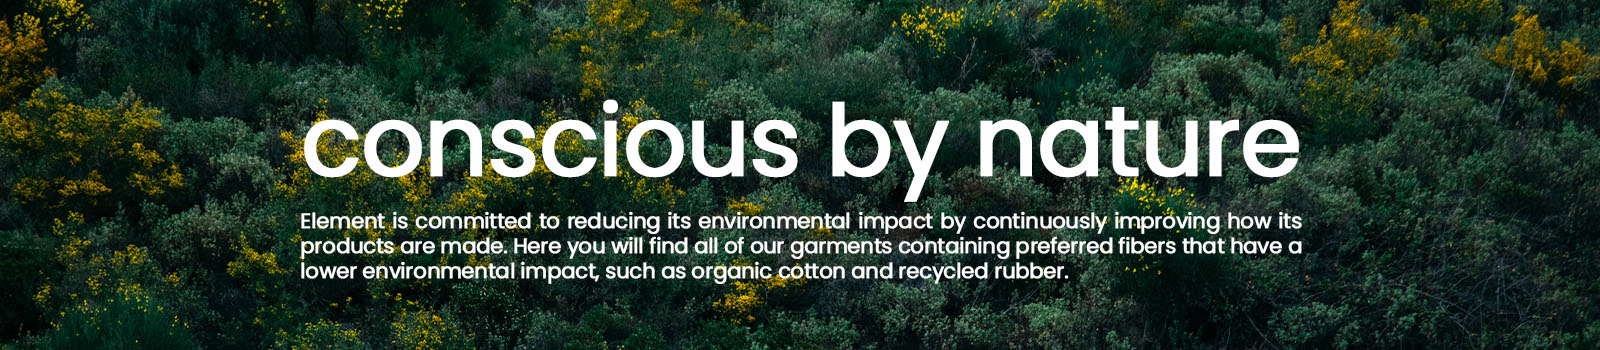 conscious by nature
Element is committed to reducing its environmental impact by continuously improving how its
products are made. Here you will find all of our garments containing preferred fibers that have a
lower environmental impact, such as organic cotton and recycled rubber.